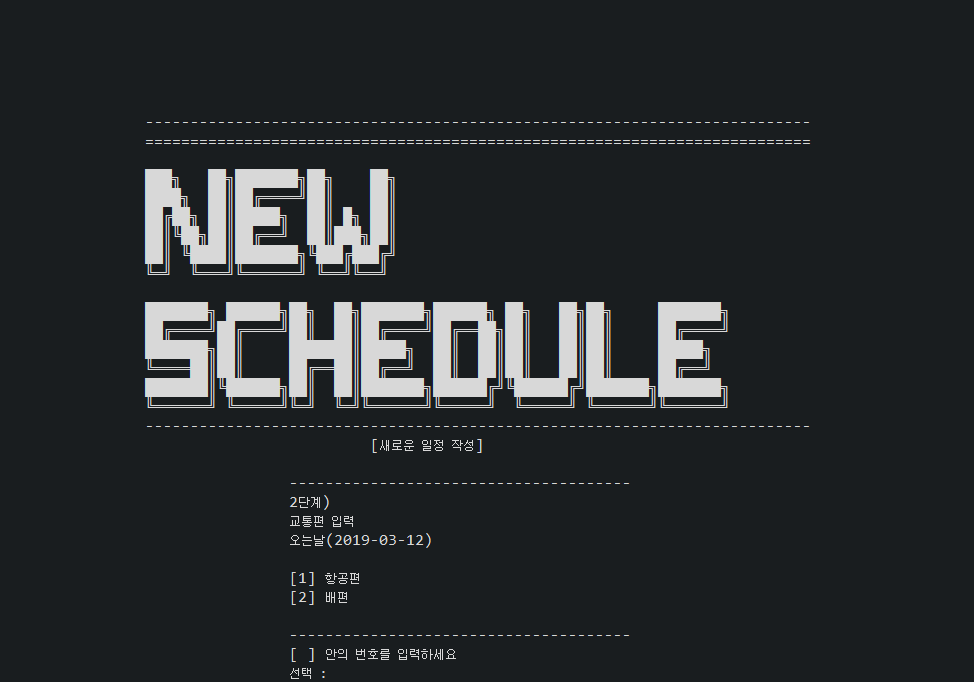 NEW
SCHEDULE
[새로운 일정 작성]
2단계)
교통편 입력
오는날(2019-03-12)
[1] 항공편
[2] 배편
[ ] 안의 번호를 입력하세요
선택 :